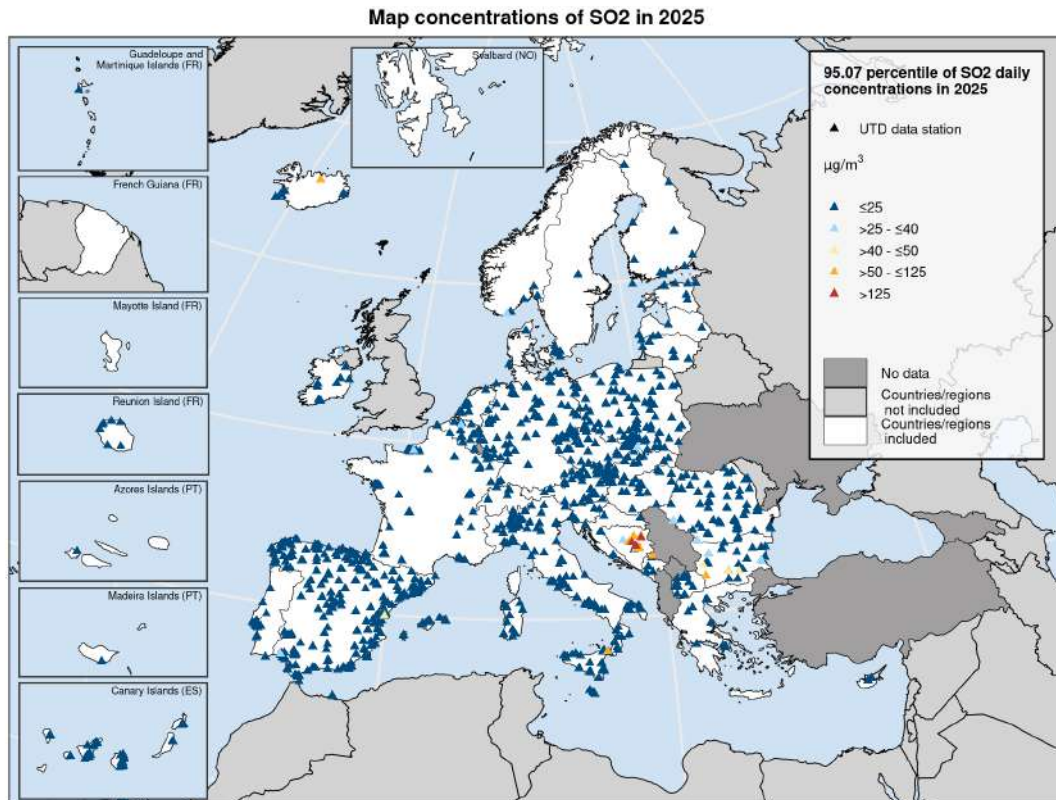 Map concentrations of SO2 in 2025
Guadeloupe and
Martinique Islands (FR)
Svalbard (NO)
French Guiana (FR)
Mayotte Island (FR)
Reunion Island (FR)
Azores Islands (PT)
Madeira Islands (PT)
Canary Islands (ES)
95.07 percentile of SO2 daily
concentrations in 2025
UTD data station
µg/m³
≤25
>25 - ≤40
>40 - ≤50
>50 - ≤125
>125
No data
Countries/regions
not included
Countries/regions
included